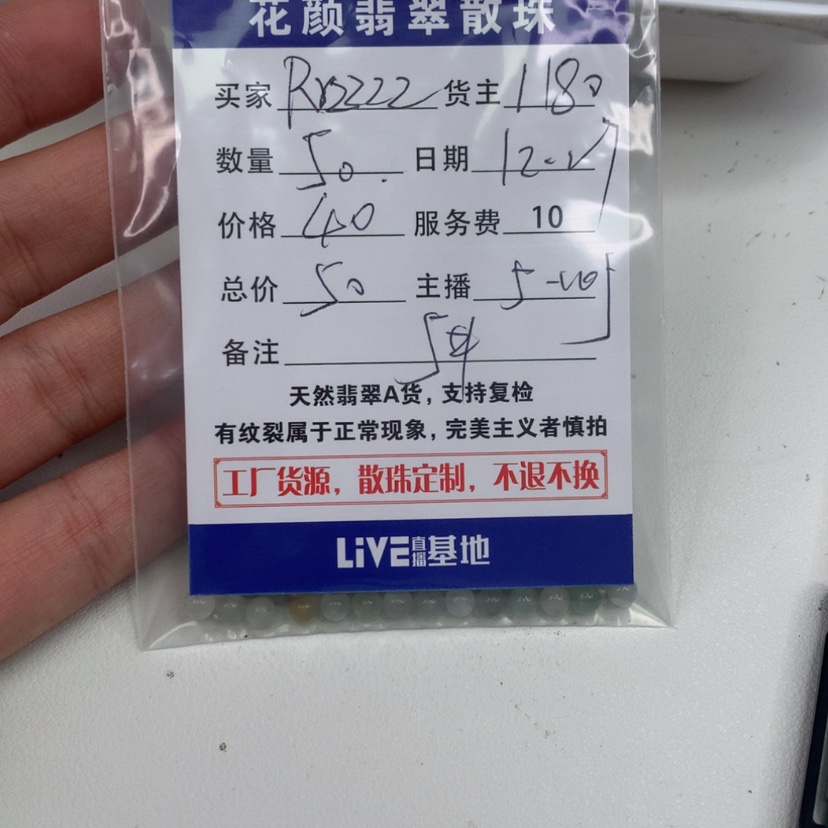 花颜翡翠散珠
买家 Rrs222 货主 1180
数量 50. 日期
价格 40 服务费 10
总价 50 主播
备注
天然翡翠A货，支持复检
有纹裂属于正常现象，完美主义者慎拍
工厂货源，散珠定制，不退不换
LiVE直播基地